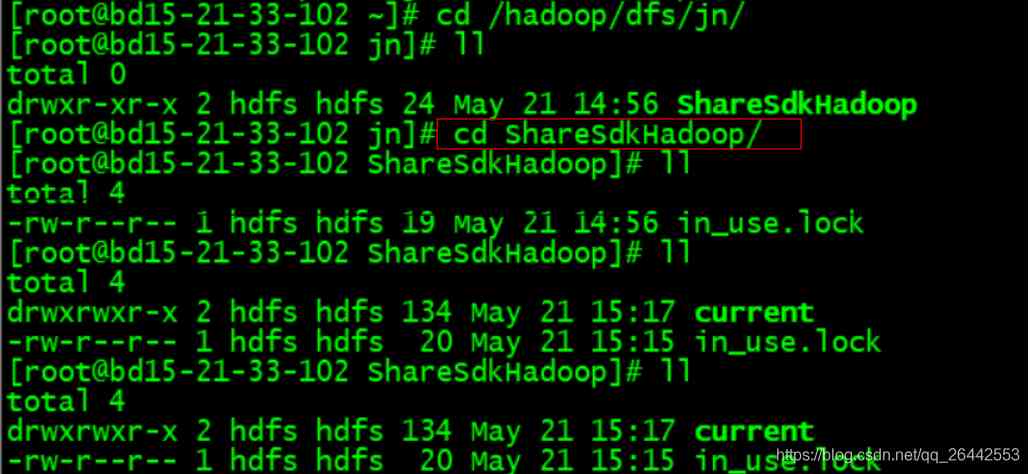 [root@bd15-21-33-102 ~]# cd /hadoop/dfs/jn/
[root@bd15-21-33-102 jn]# ll
total 0
drwxr-xr-x 2 hdfs hdfs 24 May 21 14:56 ShareSdkHadoop
[root@bd15-21-33-102 jn]# cd ShareSdkHadoop/
[root@bd15-21-33-102 ShareSdkHadoop]# ll
total 4
-rw-r--r-- 1 hdfs hdfs 19 May 21 14:56 in_use.lock
[root@bd15-21-33-102 ShareSdkHadoop]# ll
total 4
drwxrwxr-x 2 hdfs hdfs 134 May 21 15:17 current
-rw-r--r-- 1 hdfs hdfs  20 May 21 15:15 in_use.lock
[root@bd15-21-33-102 ShareSdkHadoop]# ll
total 4
drwxrwxr-x 2 hdfs hdfs 134 May 21 15:17 current
-rw-r--r-- 1 hdfs hdfs  20 May 21 15:15 in_use.lock
https://blog.csdn.net/qq_26442553